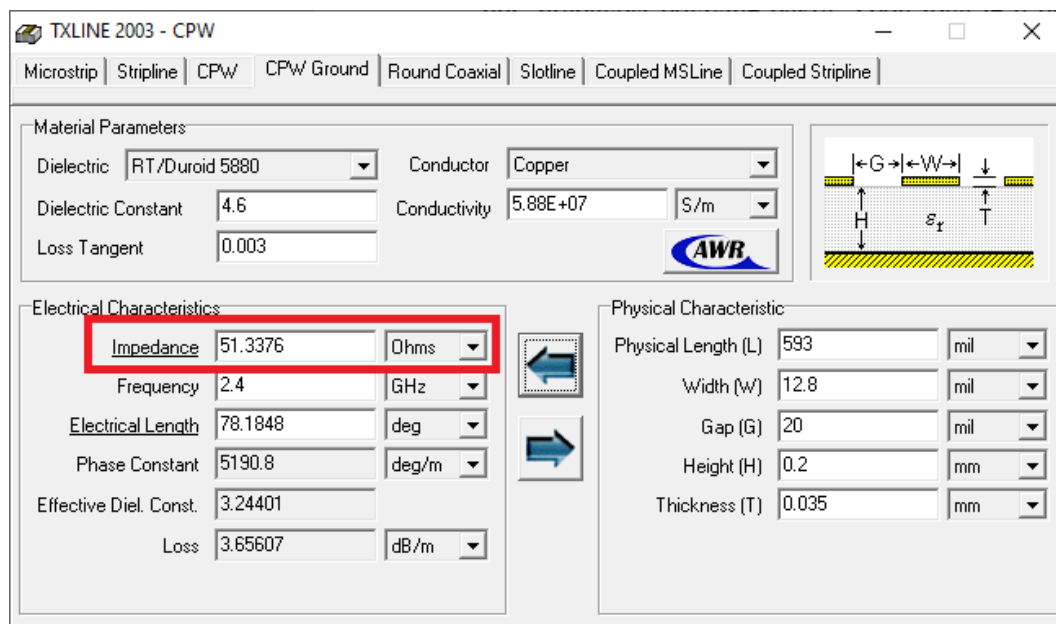 TXLINE 2003 - CPW
Microstrip Stripline CPW CPW Ground Round Coaxial Slotline Coupled MSLine Coupled Stripline
Material Parameters
Dielectric RT/Duroid 5880 Conductor Copper
Dielectric Constant 4.6 Conductivity 5.88E+07 S/m
Loss Tangent 0.003
AWR
G W
H εr T
Electrical Characteristics
Impedance 51.3376 Ohms
Frequency 2.4 GHz
Electrical Length 78.1848 deg
Phase Constant 5190.8 deg/m
Effective Diel. Const. 3.24401
Loss 3.65607 dB/m
Physical Characteristic
Physical Length (L) 593 mil
Width (W) 12.8 mil
Gap (G) 20 mil
Height (H) 0.2 mm
Thickness (T) 0.035 mm